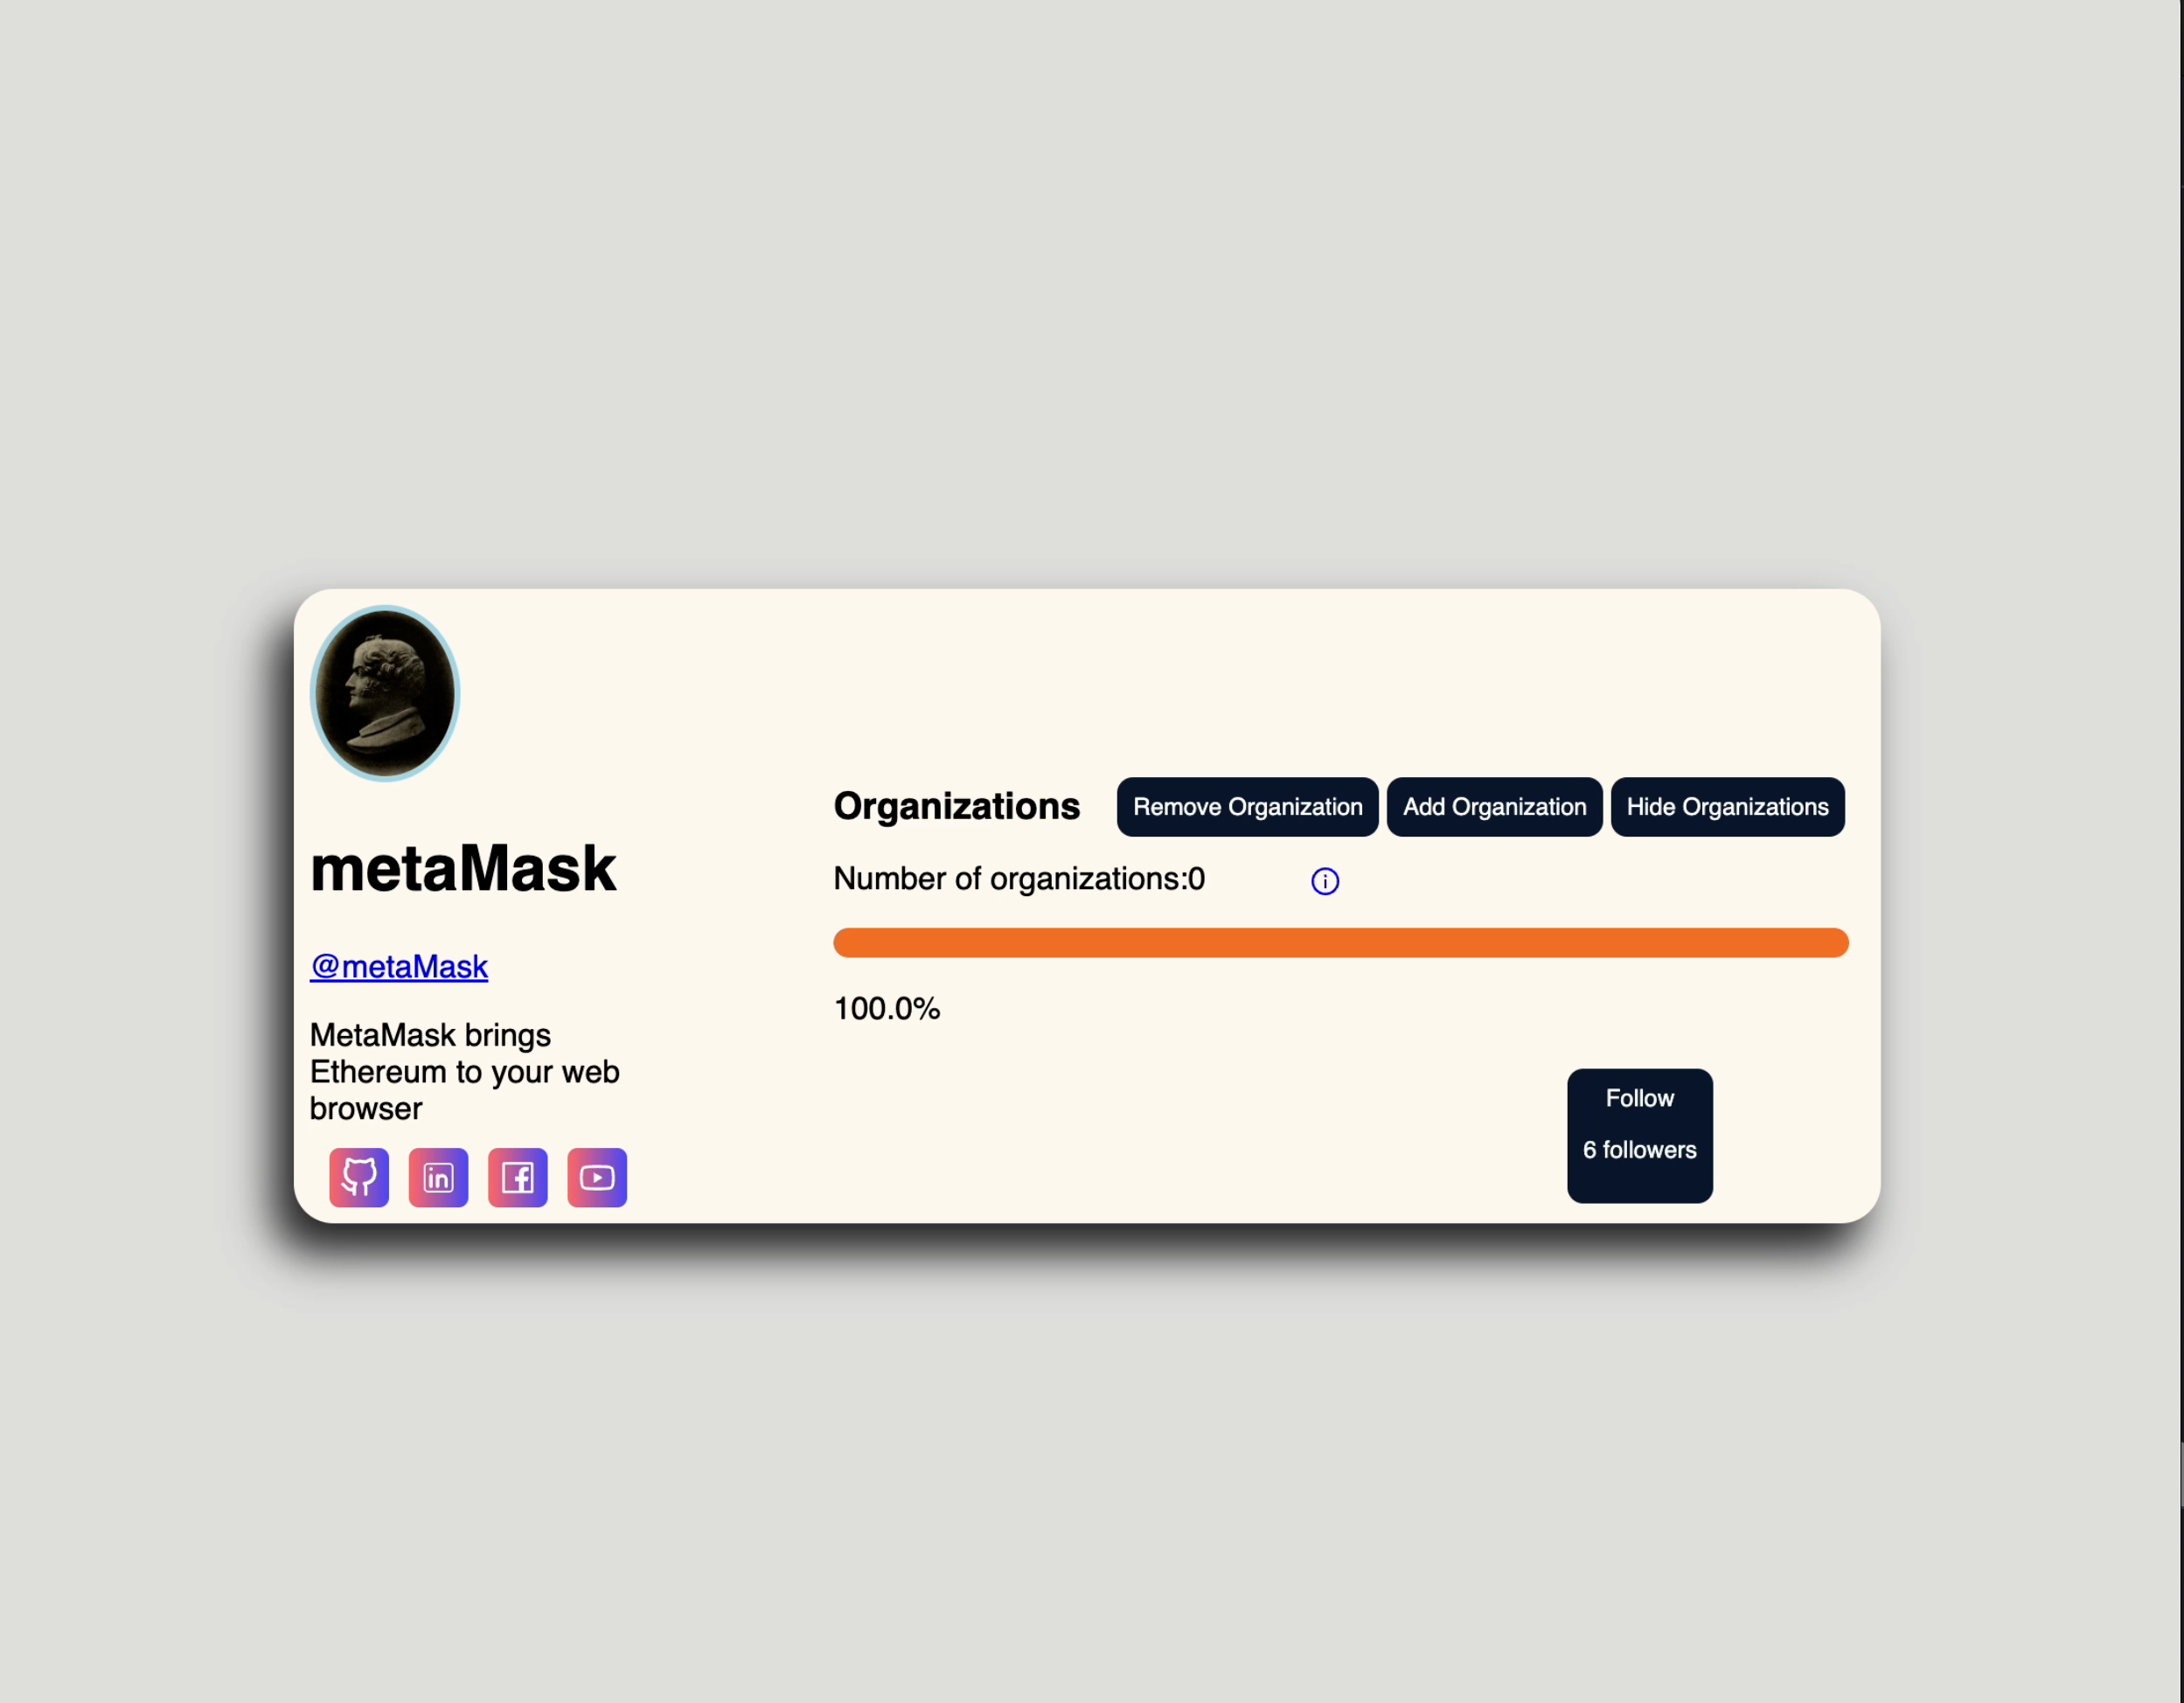 metaMask
@metaMask
MetaMask brings
Ethereum to your web
browser
Organizations
Remove Organization
Add Organization
Hide Organizations
Number of organizations:0
100.0%
Follow
6 followers